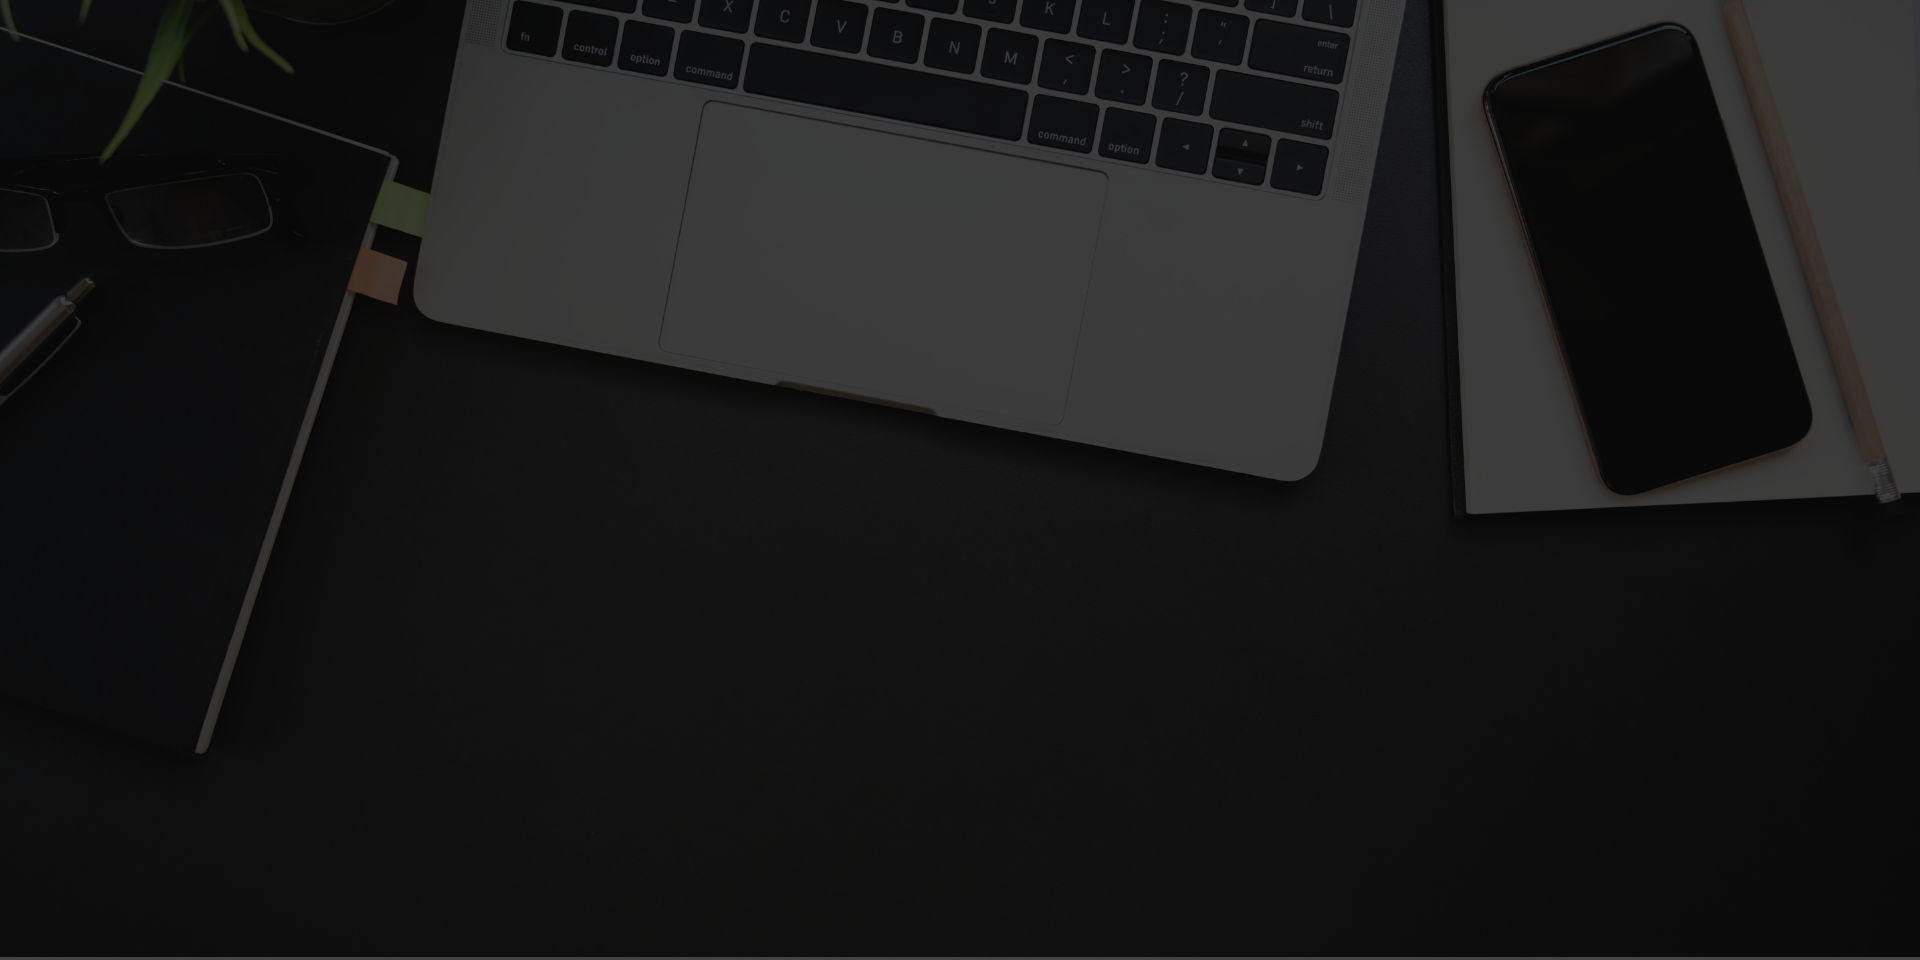 K L : ;
X C V B N M < , > . ? / " ' enter return
fn control option command command option shift